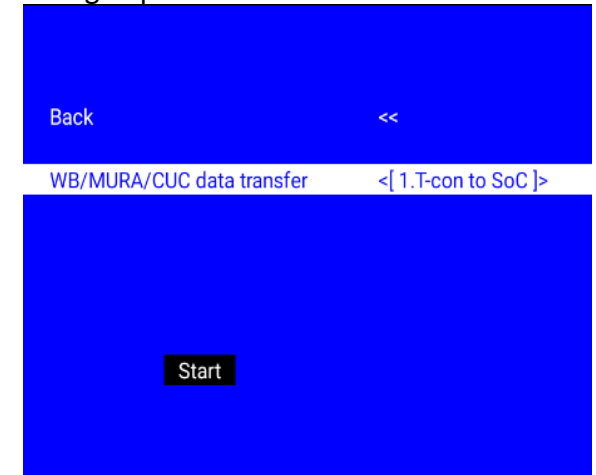 Back <<
WB/MURA/CUC data transfer <[ 1.T-con to SoC ]>
Start